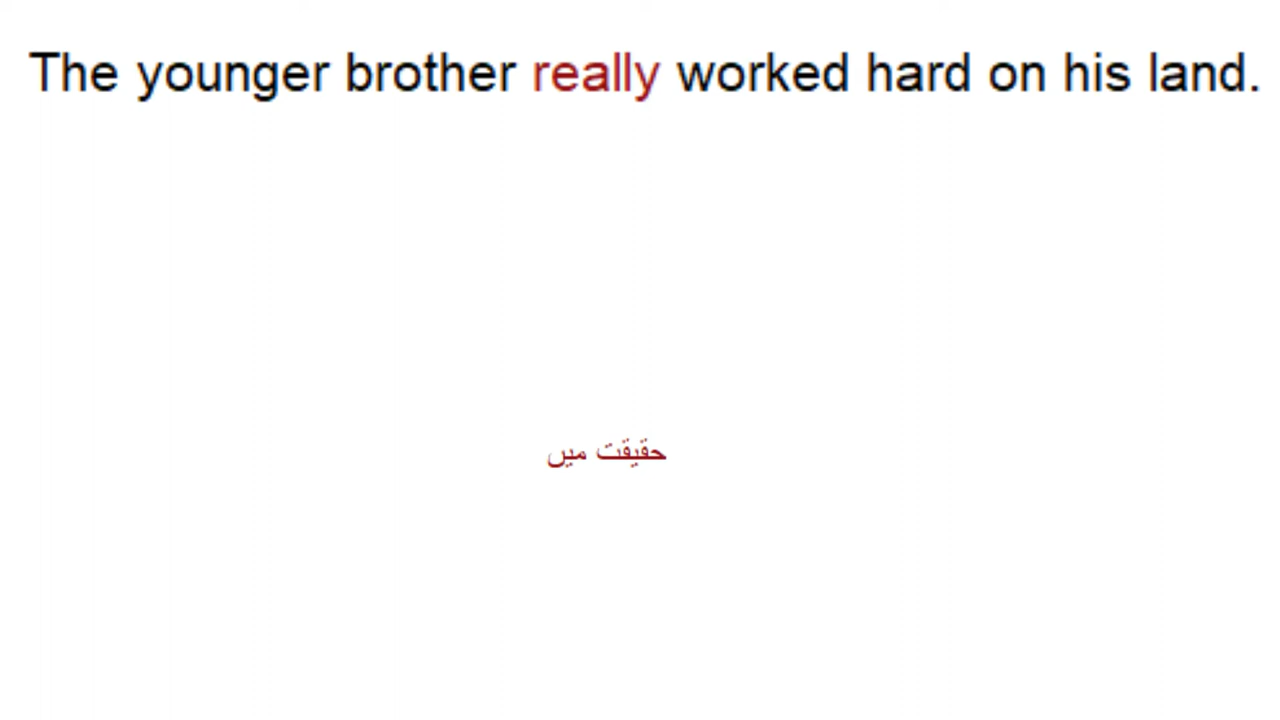 The younger brother really worked hard on his land.
حقیقت میں